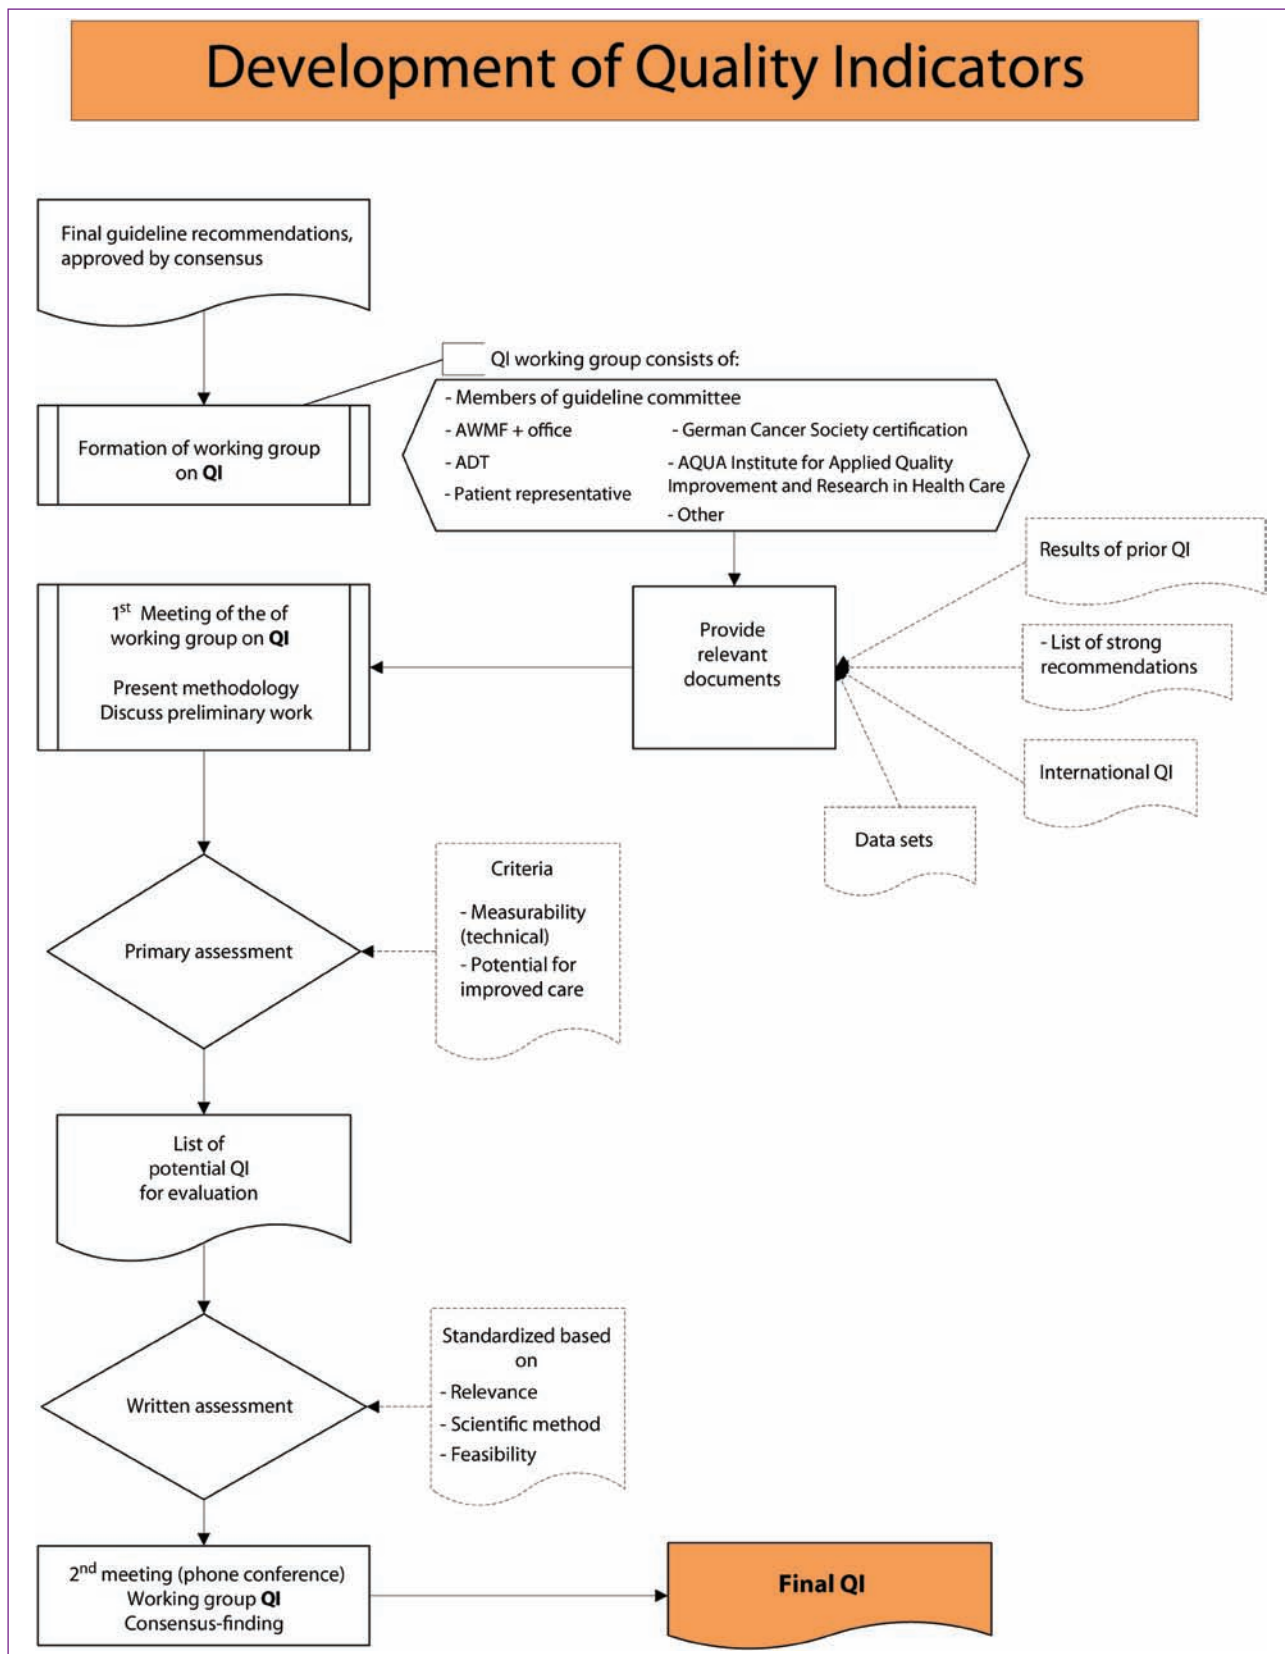 Development of Quality Indicators
Final guideline recommendations,
approved by consensus
QI working group consists of:
- Members of guideline committee
- AWMF + office
- ADT
- Patient representative
- German Cancer Society certification
- AQUA Institute for Applied Quality
Improvement and Research in Health Care
- Other
Formation of working group
on QI
Results of prior QI
- List of strong
recommendations
International QI
Data sets
Provide
relevant
documents
1st Meeting of the of
working group on QI
Present methodology
Discuss preliminary work
Criteria
- Measurability
(technical)
- Potential for
improved care
Primary assessment
List of
potential QI
for evaluation
Standardized based
on
- Relevance
- Scientific method
- Feasibility
Written assessment
2nd meeting (phone conference)
Working group QI
Consensus-finding
Final QI